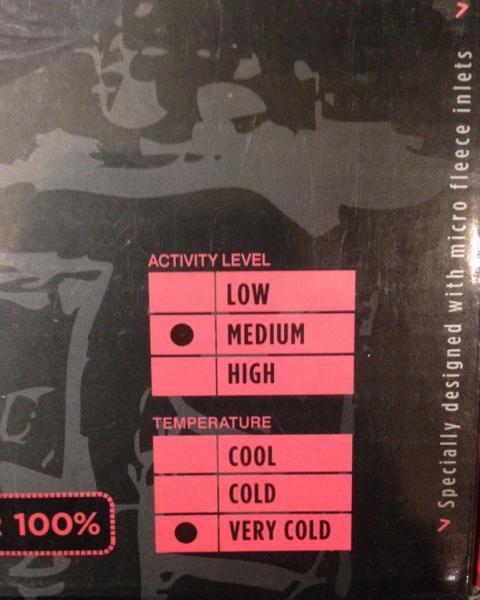 ACTIVITY LEVEL
LOW
MEDIUM
HIGH
TEMPERATURE
COOL
COLD
VERY COLD
100%
> Specially designed with micro fleece inlets >